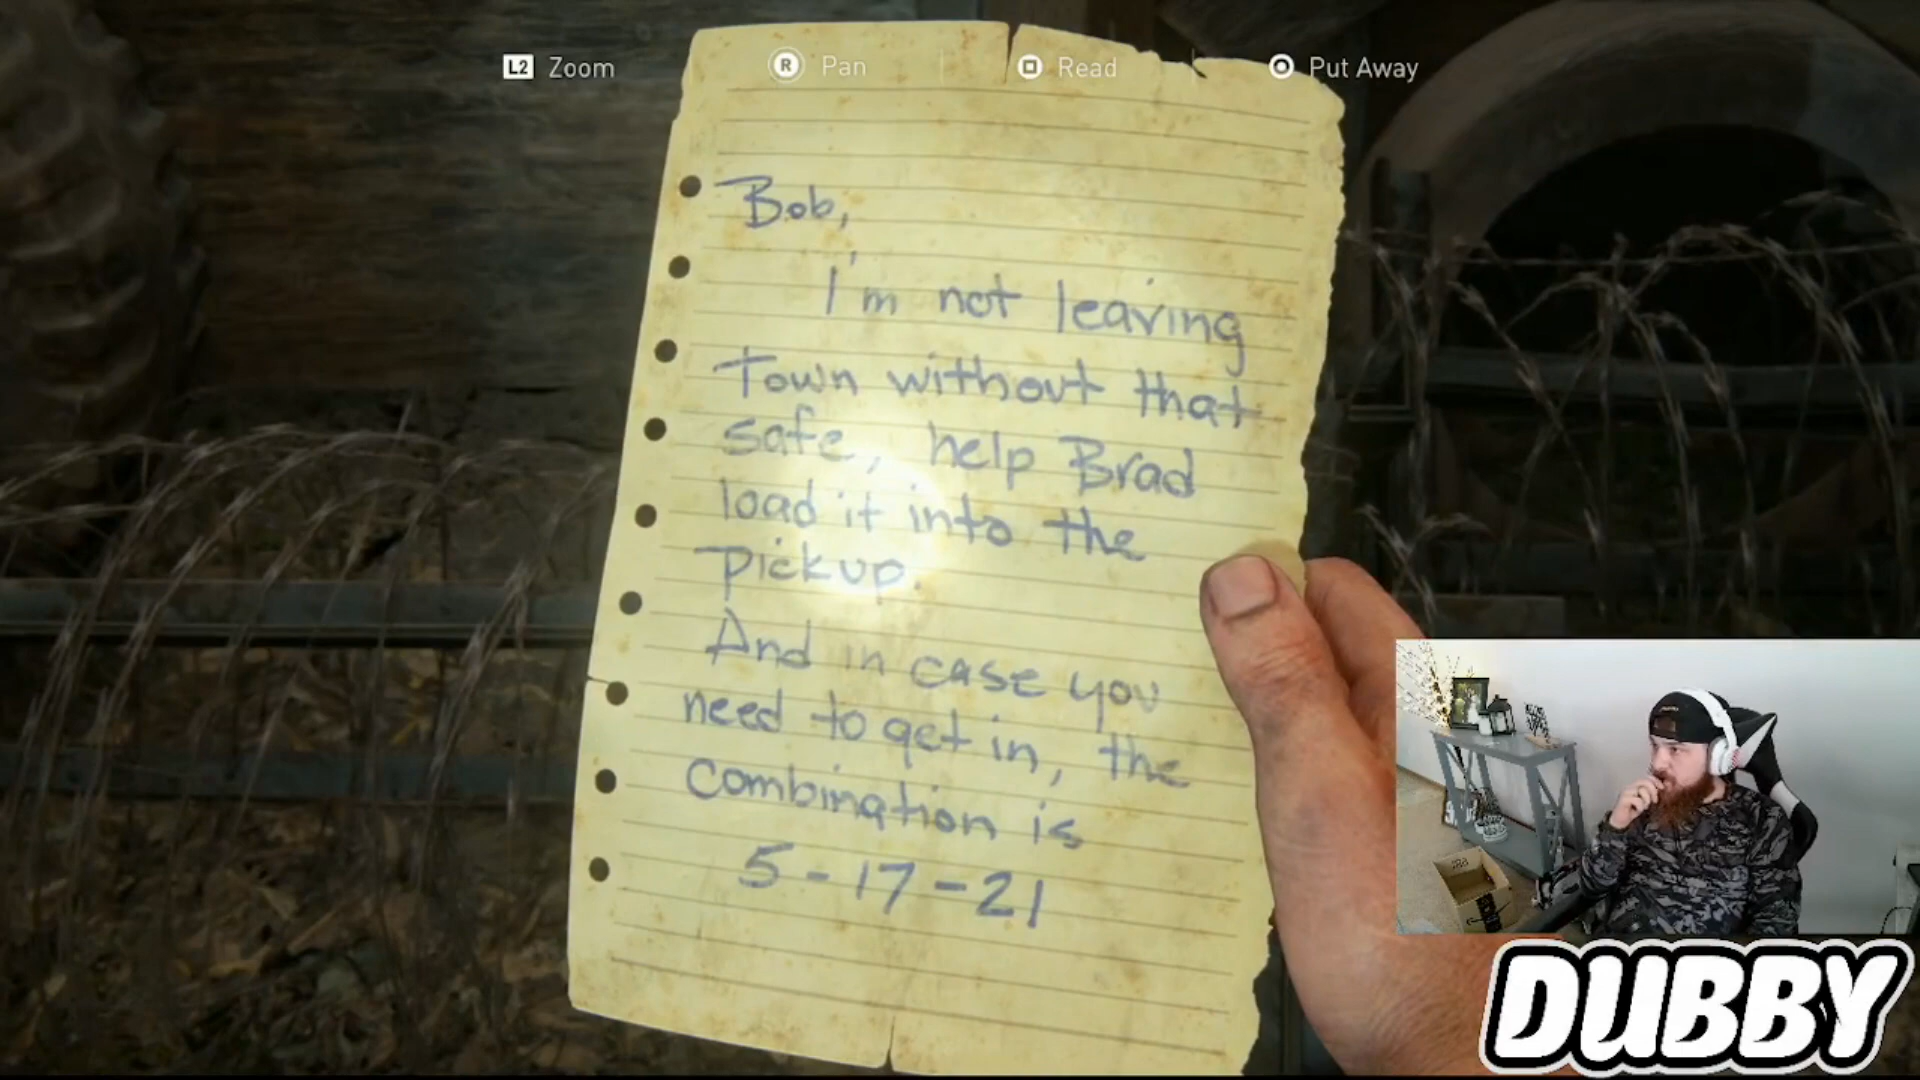 L2 Zoom R Pan Read Put Away
Bob,
I'm not leaving
Town without that
safe, help Brad
load it into the
pickup.
And in case you
need to get in, the
combination is
5-17-21
DUBBY